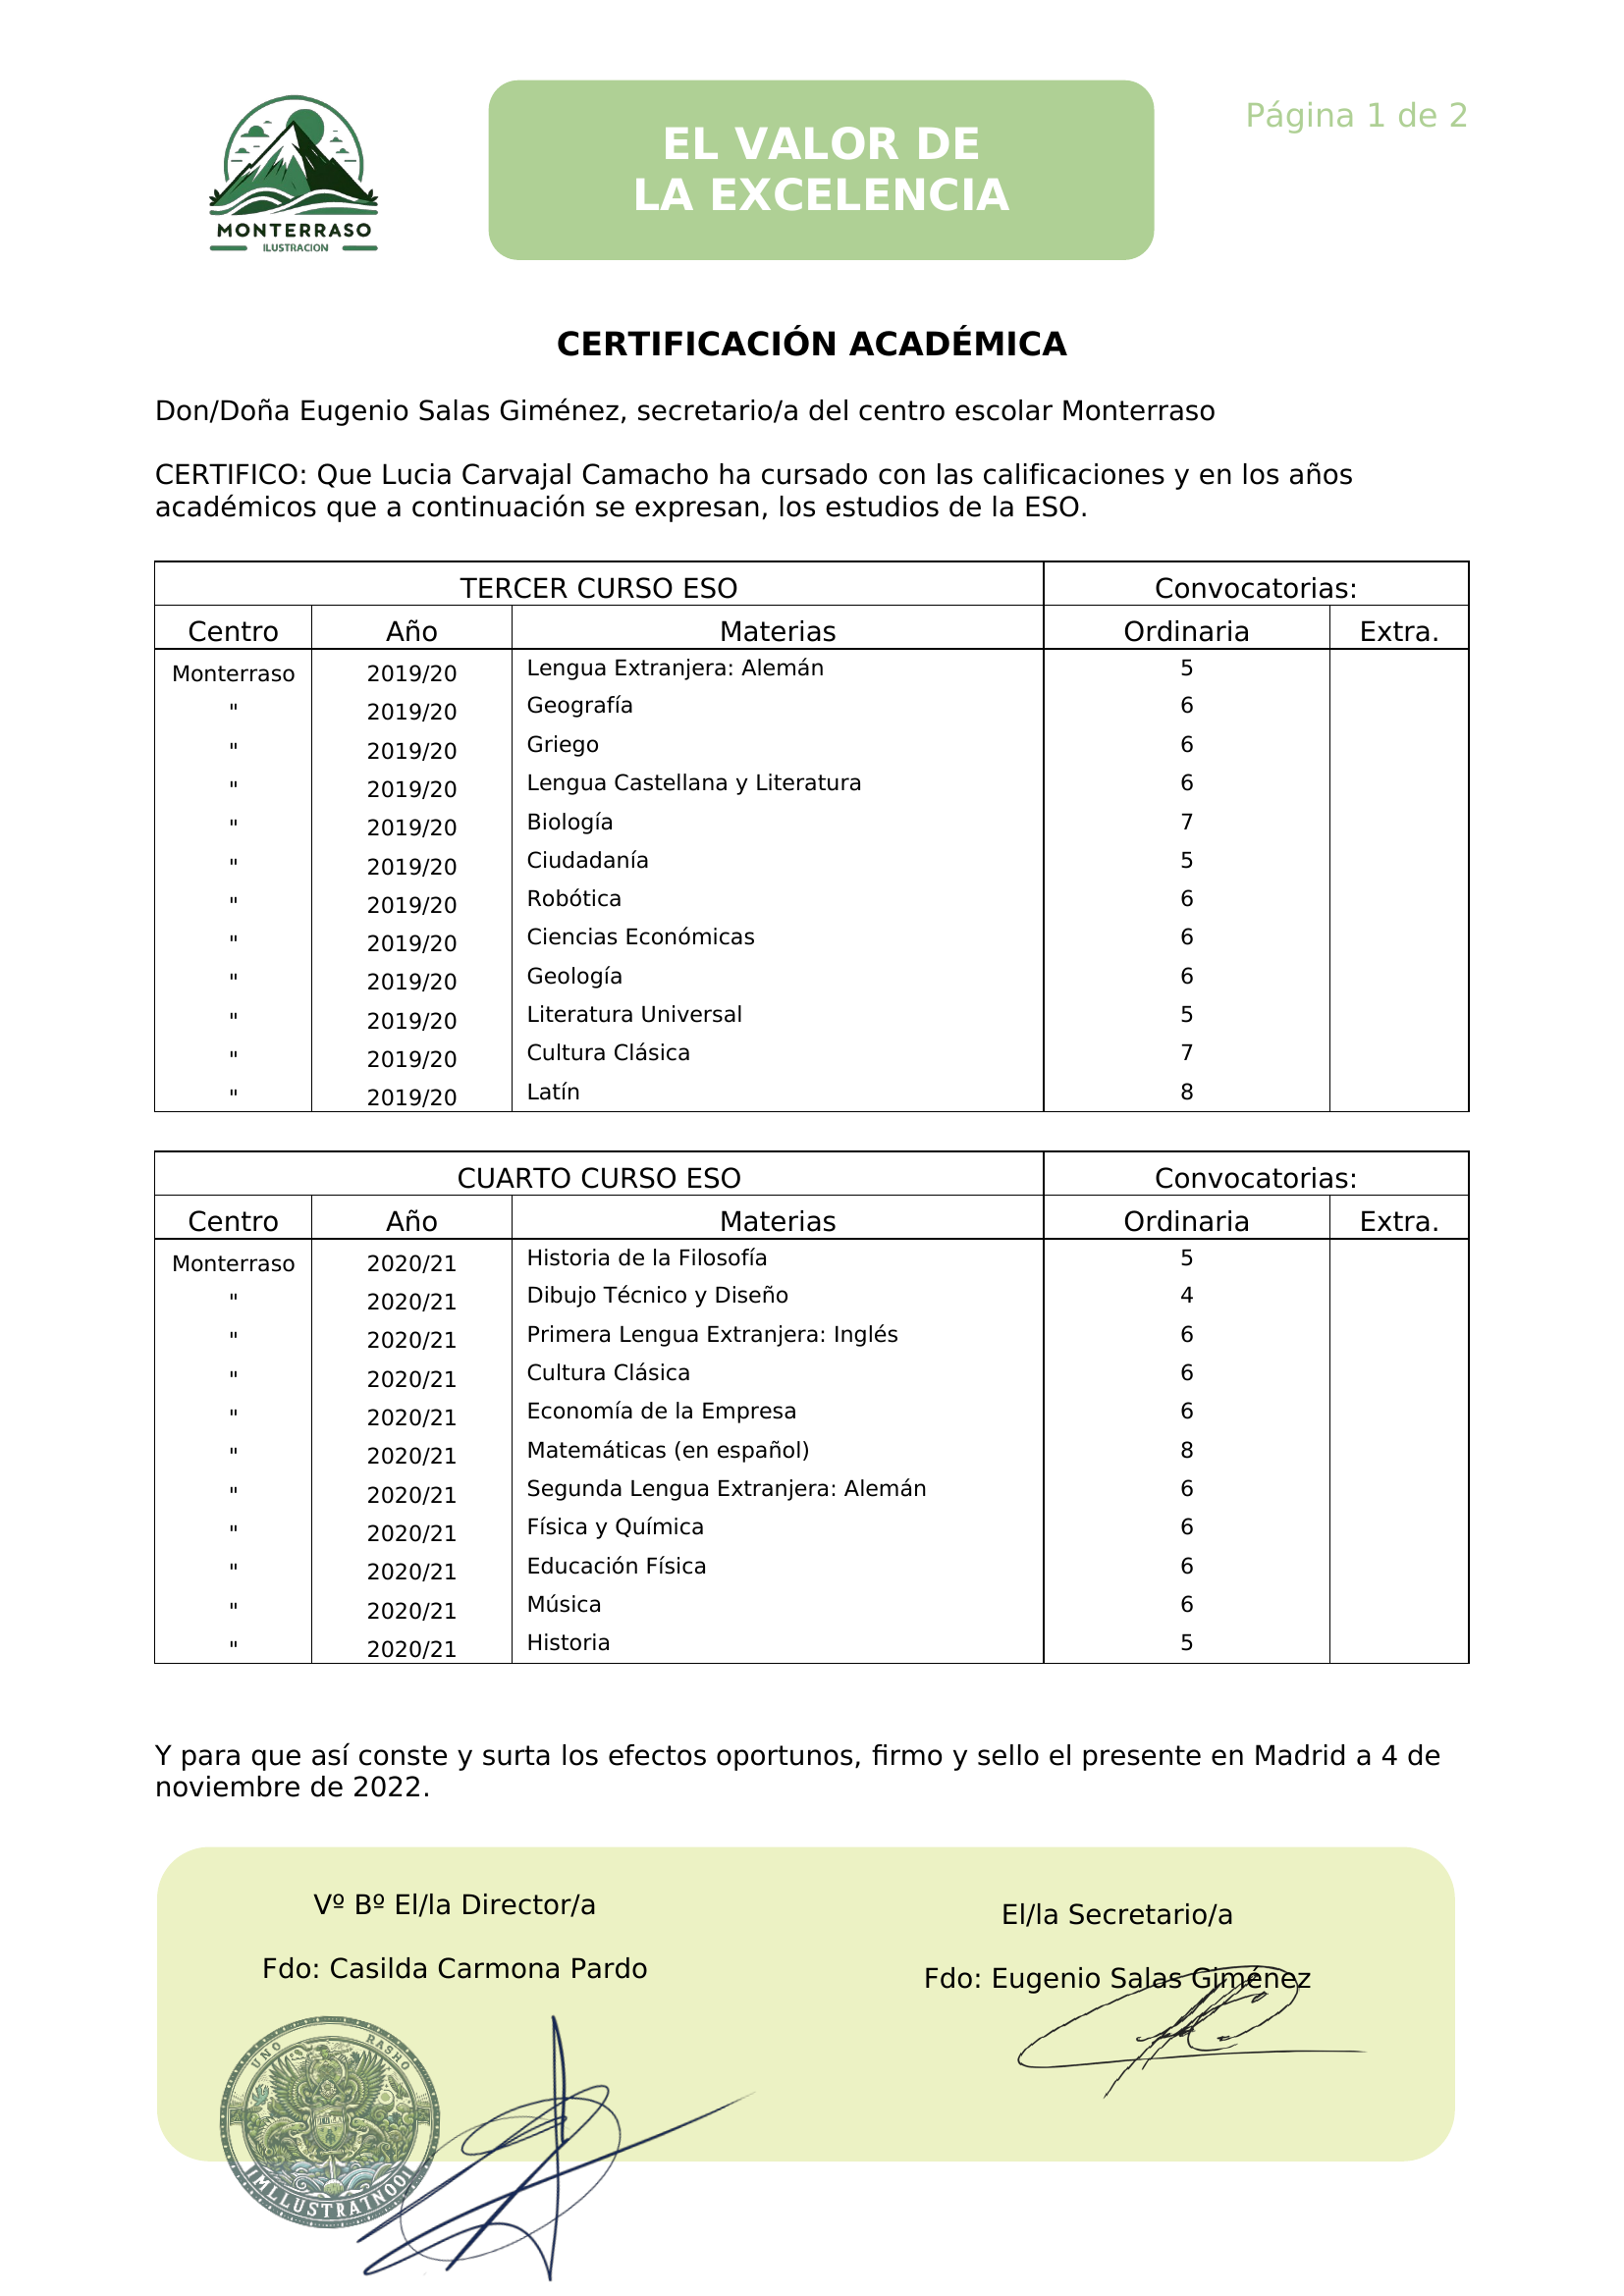 MONTERRASO
ILUSTRACION
EL VALOR DE
LA EXCELENCIA
Página 1 de 2
CERTIFICACIÓN ACADÉMICA
Don/Doña Eugenio Salas Giménez, secretario/a del centro escolar Monterraso
CERTIFICO: Que Lucia Carvajal Camacho ha cursado con las calificaciones y en los años
académicos que a continuación se expresan, los estudios de la ESO.
TERCER CURSO ESO Convocatorias:
Centro Año Materias Ordinaria Extra.
Monterraso 2019/20 Lengua Extranjera: Alemán 5
" 2019/20 Geografía 6
" 2019/20 Griego 6
" 2019/20 Lengua Castellana y Literatura 6
" 2019/20 Biología 7
" 2019/20 Ciudadanía 5
" 2019/20 Robótica 6
" 2019/20 Ciencias Económicas 6
" 2019/20 Geología 6
" 2019/20 Literatura Universal 5
" 2019/20 Cultura Clásica 7
" 2019/20 Latín 8
CUARTO CURSO ESO Convocatorias:
Centro Año Materias Ordinaria Extra.
Monterraso 2020/21 Historia de la Filosofía 5
" 2020/21 Dibujo Técnico y Diseño 4
" 2020/21 Primera Lengua Extranjera: Inglés 6
" 2020/21 Cultura Clásica 6
" 2020/21 Economía de la Empresa 6
" 2020/21 Matemáticas (en español) 8
" 2020/21 Segunda Lengua Extranjera: Alemán 6
" 2020/21 Física y Química 6
" 2020/21 Educación Física 6
" 2020/21 Música 6
" 2020/21 Historia 5
Y para que así conste y surta los efectos oportunos, firmo y sello el presente en Madrid a 4 de
noviembre de 2022.
Vº Bº El/la Director/a
Fdo: Casilda Carmona Pardo
El/la Secretario/a
Fdo: Eugenio Salas Giménez
UNO RASHO